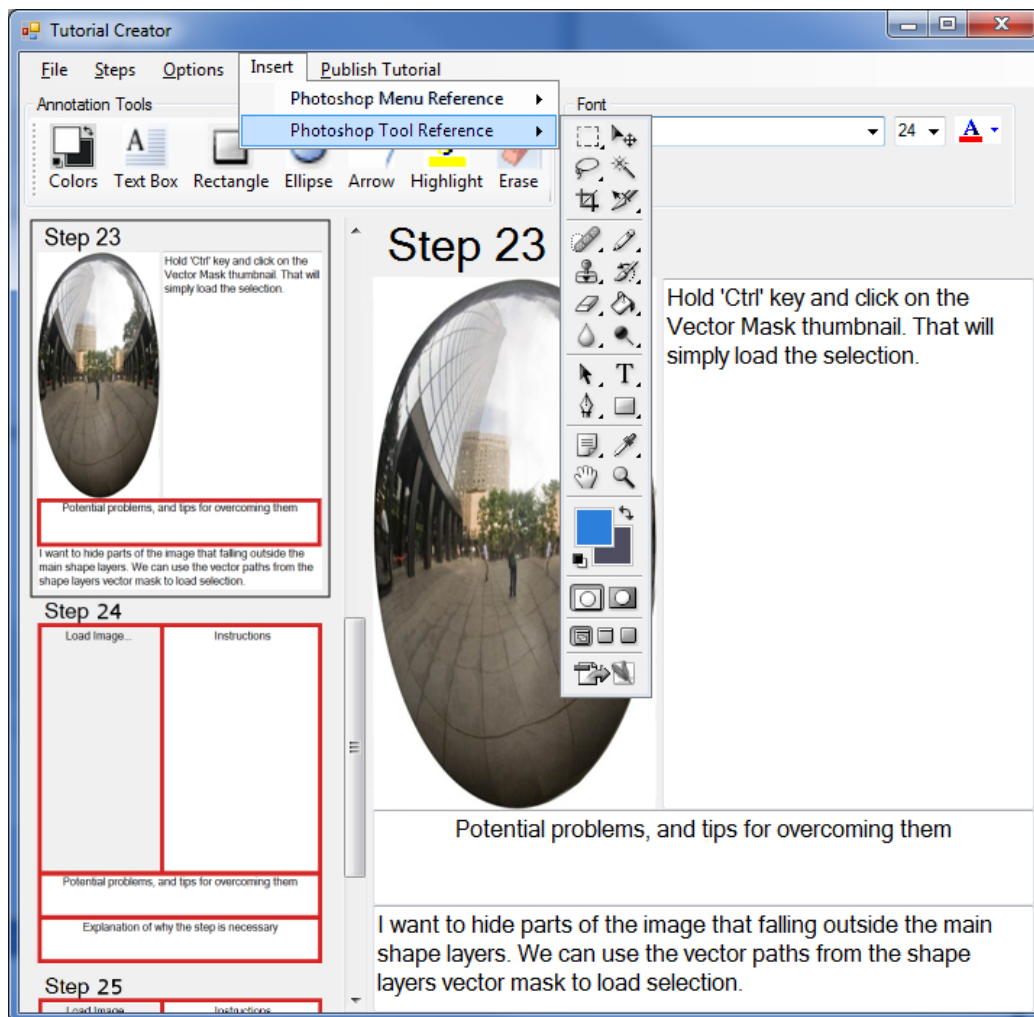 Tutorial Creator
File Steps Options Insert Publish Tutorial
Photoshop Menu Reference
Photoshop Tool Reference
Annotation Tools
Font
24
A
A
Colors Text Box Rectangle Ellipse Arrow Highlight Erase
T
Step 23
Hold 'Ctrl' key and click on the
Vector Mask thumbnail. That will
simply load the selection.
Potential problems, and tips for overcoming them
I want to hide parts of the image that falling outside the
main shape layers. We can use the vector paths from the
shape layers vector mask to load selection.
Step 24
Load Image...
Instructions
Potential problems, and tips for overcoming them
Explanation of why the step is necessary
Step 25
Load Image...
Instructions
Step 23
Hold 'Ctrl' key and click on the
Vector Mask thumbnail. That will
simply load the selection.
Potential problems, and tips for overcoming them
I want to hide parts of the image that falling outside the main
shape layers. We can use the vector paths from the shape
layers vector mask to load selection.